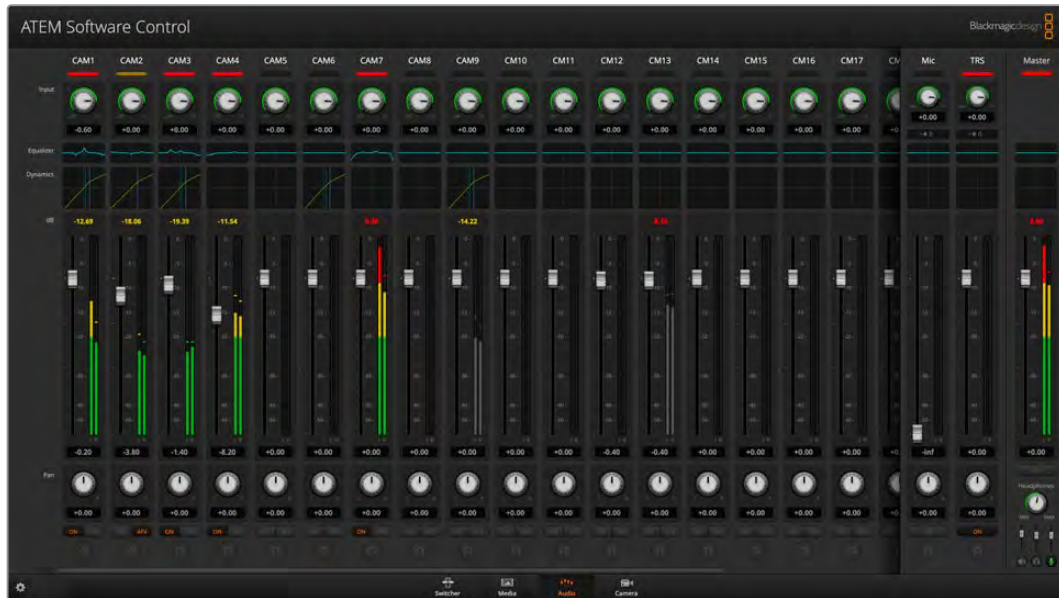 ATEM Software Control
Blackmagicdesign
CAM1 CAM2 CAM3 CAM4 CAM5 CAM6 CAM7 CAM8 CAM9 CM10 CM11 CM12 CM13 CM14 CM15 CM16 CM17 Mic TRS Master
Input
-0.60 +0.00 +0.00 +0.00 +0.00 +0.00 +0.00 +0.00 +0.00 +0.00 +0.00 +0.00 +0.00 +0.00 +0.00 +0.00 +0.00 +0.00 +0.00
Equalizer
Dynamics
dB -12.69 -18.06 -19.39 -11.54 -14.22
-0.20 -3.80 -1.40 -8.20 +0.00 +0.00 +0.00 +0.00 +0.00 +0.00 +0.00 -0.40 -0.40 +0.00 +0.00 +0.00 +0.00 -inf +0.00 +0.00
Pan
+0.00 +0.00 +0.00 +0.00 +0.00 +0.00 +0.00 +0.00 +0.00 +0.00 +0.00 +0.00 +0.00 +0.00 +0.00 +0.00 +0.00 +0.00 +0.00
Headphones
ON AFV ON ON ON ON
Switcher Media Audio Camera